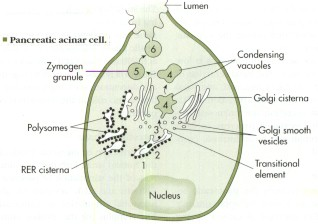 Lumen
■ Pancreatic acinar cell.
6
Condensing
vacuoles
Zymogen
granule
5
4
4
Golgi cisterna
Polysomes
3
Golgi smooth
vesicles
2
1
RER cisterna
Transitional
element
Nucleus